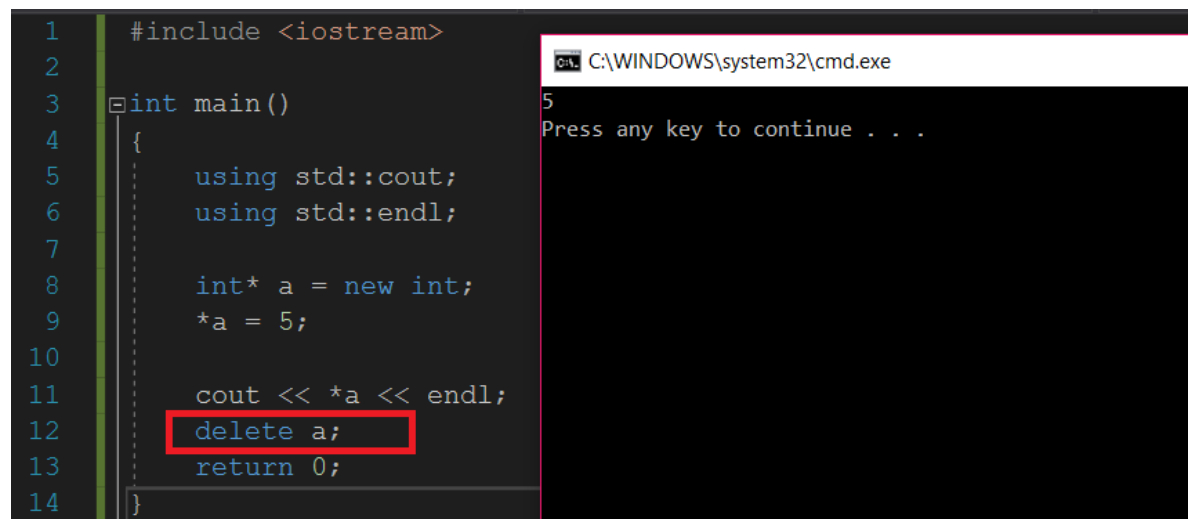 1 #include <iostream>
2
3 int main()
4 {
5 using std::cout;
6 using std::endl;
7
8 int* a = new int;
9 *a = 5;
10
11 cout << *a << endl;
12 delete a;
13 return 0;
14 }
C:\WINDOWS\system32\cmd.exe
5
Press any key to continue . . .